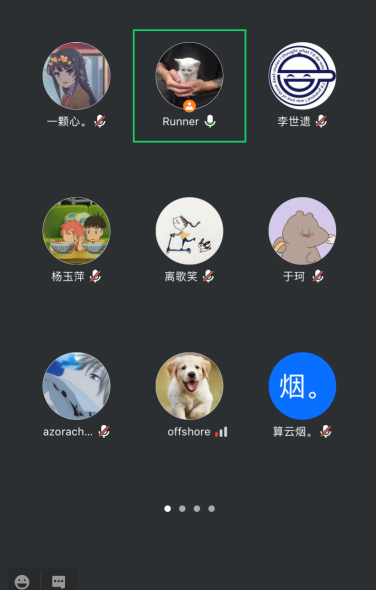 一颗心。
Runner
李世遗
杨玉萍
离歌笑
于珂
烟。
azorach...
offshore
算云烟。